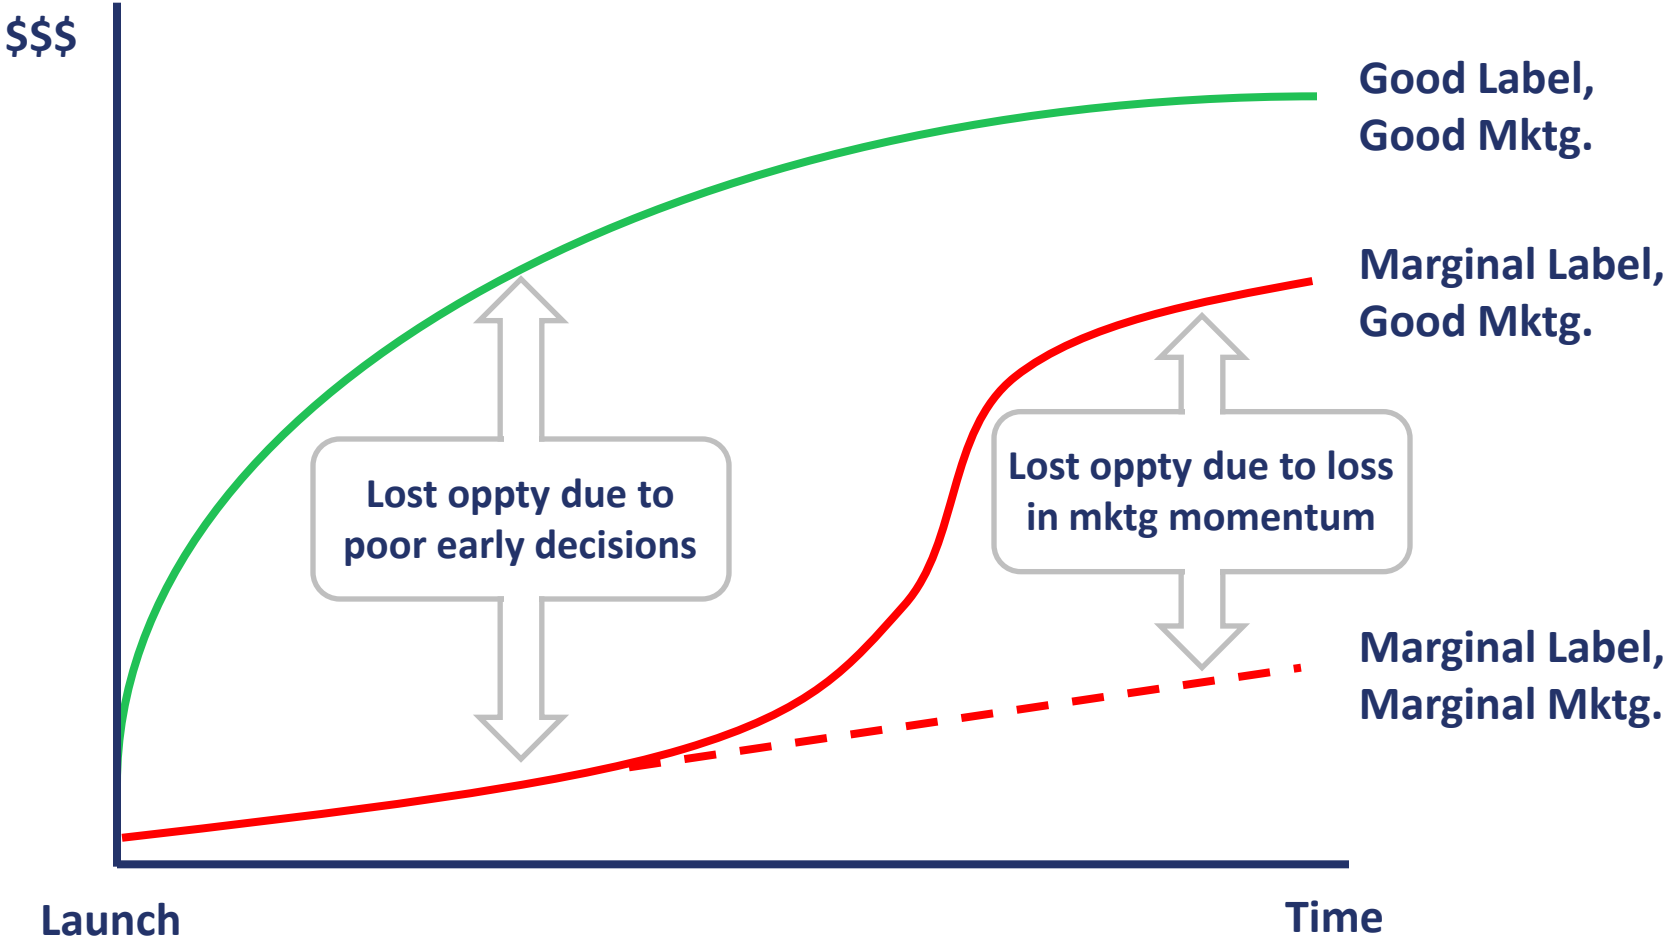 $$$
Good Label,
Good Mktg.
Marginal Label,
Good Mktg.
Lost oppty due to
poor early decisions
Lost oppty due to loss
in mktg momentum
Marginal Label,
Marginal Mktg.
Launch
Time